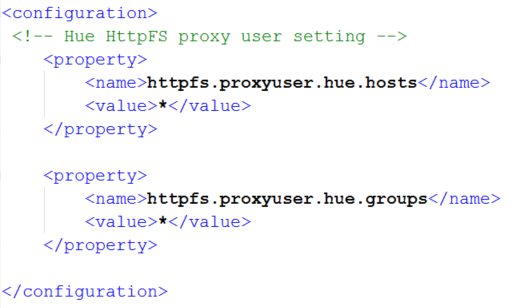 <configuration>
<!-- Hue HttpFS proxy user setting -->
<property>
<name>httpfs.proxyuser.hue.hosts</name>
<value>*</value>
</property>
<property>
<name>httpfs.proxyuser.hue.groups</name>
<value>*</value>
</property>
</configuration>